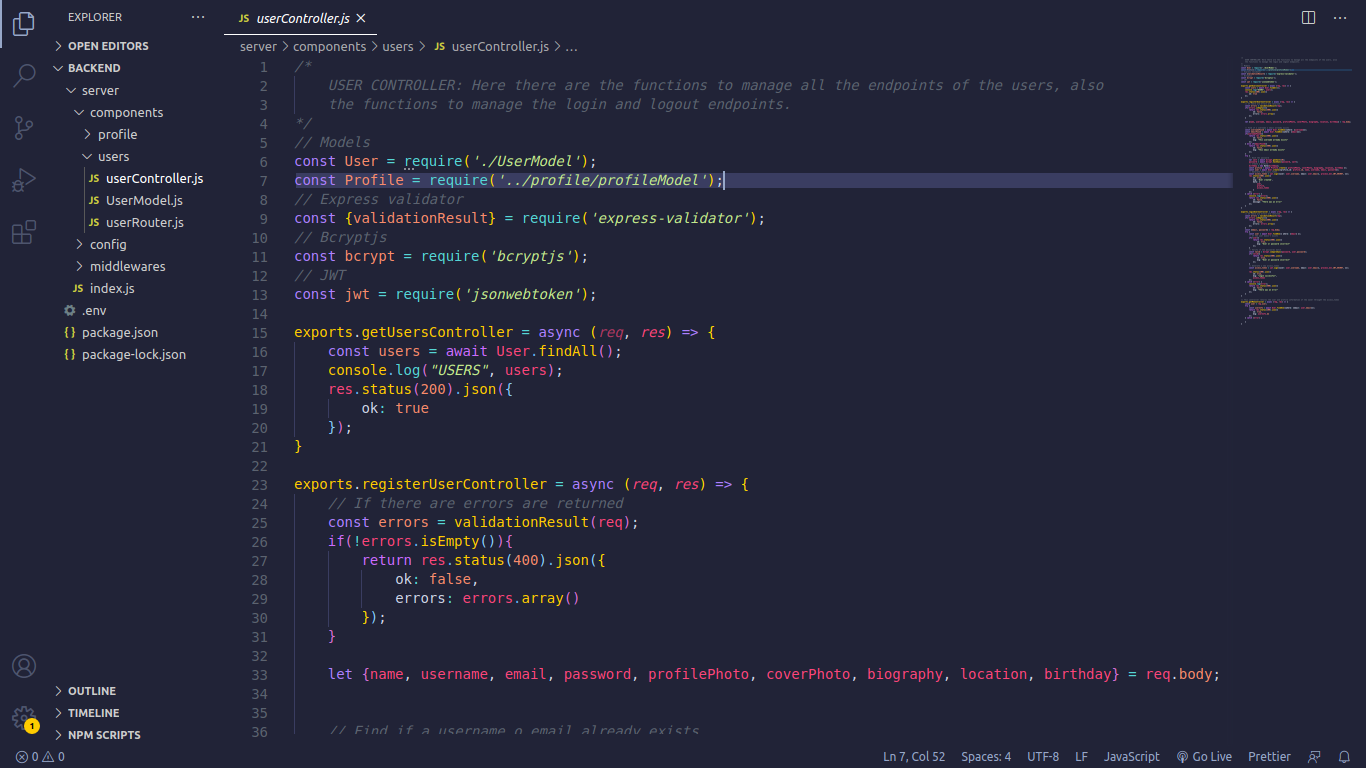 EXPLORER ...
OPEN EDITORS
BACKEND
server
components
profile
users
JS userController.js
JS UserModel.js
JS userRouter.js
config
middlewares
JS index.js
.env
{} package.json
{} package-lock.json
OUTLINE
TIMELINE
NPM SCRIPTS
1
JS userController.js ×
server > components > users > JS userController.js > ...
1 /*
2 USER CONTROLLER: Here there are the functions to manage all the endpoints of the users, also
3 the functions to manage the login and logout endpoints.
4 */
5 // Models
6 const User = require('./UserModel');
7 const Profile = require('../profile/profileModel');
8 // Express validator
9 const {validationResult} = require('express-validator');
10 // Bcryptjs
11 const bcrypt = require('bcryptjs');
12 // JWT
13 const jwt = require('jsonwebtoken');
14
15 exports.getUsersController = async (req, res) => {
16 const users = await User.findAll();
17 console.log("USERS", users);
18 res.status(200).json({
19 ok: true
20 });
21 }
22
23 exports.registerUserController = async (req, res) => {
24 // If there are errors are returned
25 const errors = validationResult(req);
26 if(!errors.isEmpty()){
27 return res.status(400).json({
28 ok: false,
29 errors: errors.array()
30 });
31 }
32
33 let {name, username, email, password, profilePhoto, coverPhoto, biography, location, birthday} = req.body;
34
35
36 // Find if a username o email already exists
0 0
Ln 7, Col 52 Spaces: 4 UTF-8 LF JavaScript Go Live Prettier